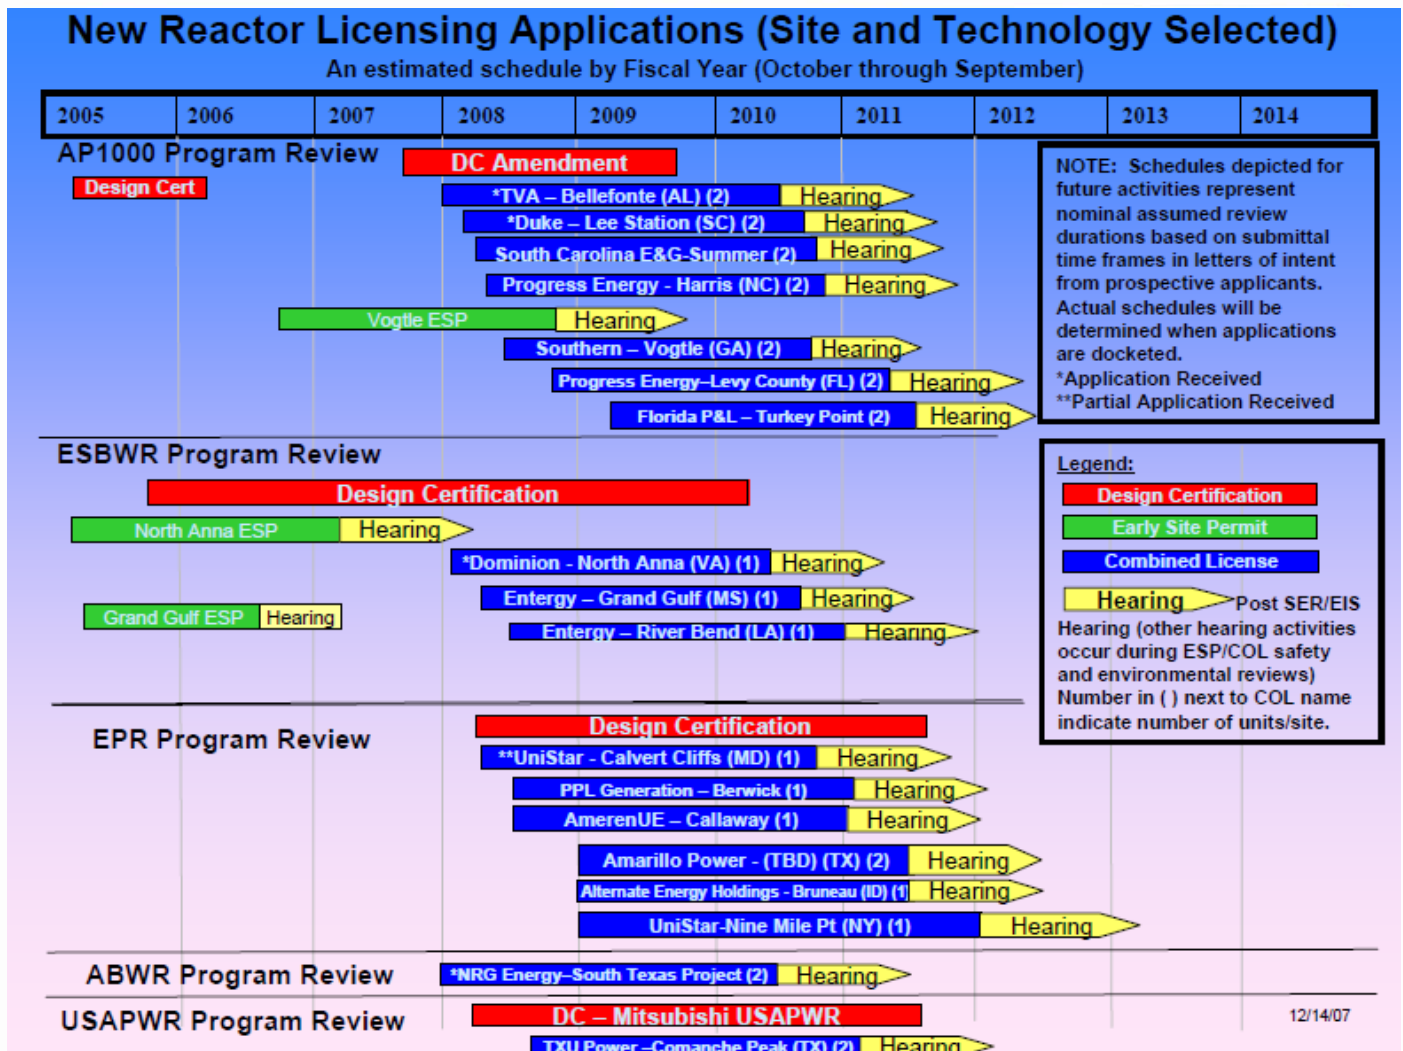 New Reactor Licensing Applications (Site and Technology Selected)
An estimated schedule by Fiscal Year (October through September)
2005 2006 2007 2008 2009 2010 2011 2012 2013 2014
AP1000 Program Review
DC Amendment
Design Cert
*TVA – Bellefonte (AL) (2) Hearing
*Duke – Lee Station (SC) (2) Hearing
South Carolina E&G-Summer (2) Hearing
Progress Energy - Harris (NC) (2) Hearing
Vogtle ESP Hearing
Southern – Vogtle (GA) (2) Hearing
Progress Energy–Levy County (FL) (2) Hearing
Florida P&L – Turkey Point (2) Hearing
NOTE: Schedules depicted for
future activities represent
nominal assumed review
durations based on submittal
time frames in letters of intent
from prospective applicants.
Actual schedules will be
determined when applications
are docketed.
*Application Received
**Partial Application Received
ESBWR Program Review
Design Certification
North Anna ESP Hearing
*Dominion - North Anna (VA) (1) Hearing
Entergy – Grand Gulf (MS) (1) Hearing
Grand Gulf ESP Hearing
Entergy – River Bend (LA) (1) Hearing
Legend:
Design Certification
Early Site Permit
Combined License
Hearing Post SER/EIS
Hearing (other hearing activities
occur during ESP/COL safety
and environmental reviews)
Number in ( ) next to COL name
indicate number of units/site.
EPR Program Review
Design Certification
**UniStar - Calvert Cliffs (MD) (1) Hearing
PPL Generation – Berwick (1) Hearing
AmerenUE – Callaway (1) Hearing
Amarillo Power - (TBD) (TX) (2) Hearing
Alternate Energy Holdings - Bruneau (ID) (1) Hearing
UniStar-Nine Mile Pt (NY) (1) Hearing
ABWR Program Review
*NRG Energy–South Texas Project (2) Hearing
USAPWR Program Review
DC – Mitsubishi USAPWR
12/14/07
TXU Power –Comanche Peak (TX) (2) Hearing